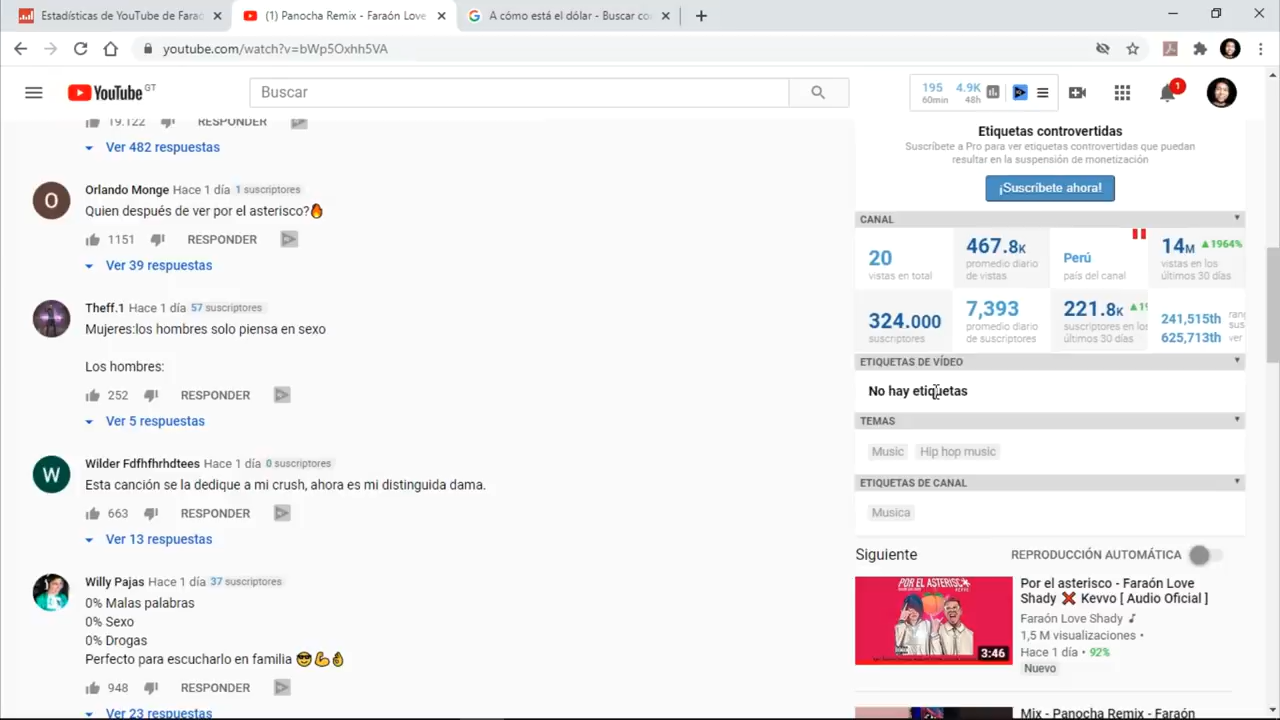 Estadísticas de YouTube de Farao
(1) Panocha Remix - Faraón Love
A cómo está el dólar - Buscar co
youtube.com/watch?v=bWp5Oxhh5VA
YouTube GT
Buscar
195 60min
4.9K 48h
1
19.122 RESPONDER
Ver 482 respuestas
Orlando Monge Hace 1 día 1 suscriptores
O
Quien después de ver por el asterisco?🔥
1151 RESPONDER
Ver 39 respuestas
Theff.1 Hace 1 día 57 suscriptores
Mujeres:los hombres solo piensa en sexo
Los hombres:
252 RESPONDER
Ver 5 respuestas
Wilder Fdfhfhrhdtees Hace 1 día 0 suscriptores
W
Esta canción se la dedique a mi crush, ahora es mi distinguida dama.
663 RESPONDER
Ver 13 respuestas
Willy Pajas Hace 1 día 37 suscriptores
0% Malas palabras
0% Sexo
0% Drogas
Perfecto para escucharlo en familia 😎💪👌
948 RESPONDER
Ver 23 respuestas
Etiquetas controvertidas
Suscríbete a Pro para ver etiquetas controvertidas que puedan
resultar en la suspensión de monetización
¡Suscríbete ahora!
CANAL
20
vistas en total
467.8K
promedio diario
de vistas
Perú
país del canal
14M ▲1964%
vistas en los
últimos 30 días
324.000
suscriptores
7,393
promedio diario
de suscriptores
221.8K ▲19
suscriptores en los
últimos 30 días
241,515th
625,713th
rang
sus
ver
ETIQUETAS DE VÍDEO
No hay etiquetas
TEMAS
Music Hip hop music
ETIQUETAS DE CANAL
Musica
Siguiente REPRODUCCIÓN AUTOMÁTICA
POR EL ASTERISCO
KEVVO
3:46
Por el asterisco - Faraón Love
Shady ❌ Kevvo [ Audio Oficial ]
Faraón Love Shady ♪
1,5 M visualizaciones •
Hace 1 día • 92%
Nuevo
Mix - Panocha Remix - Faraón